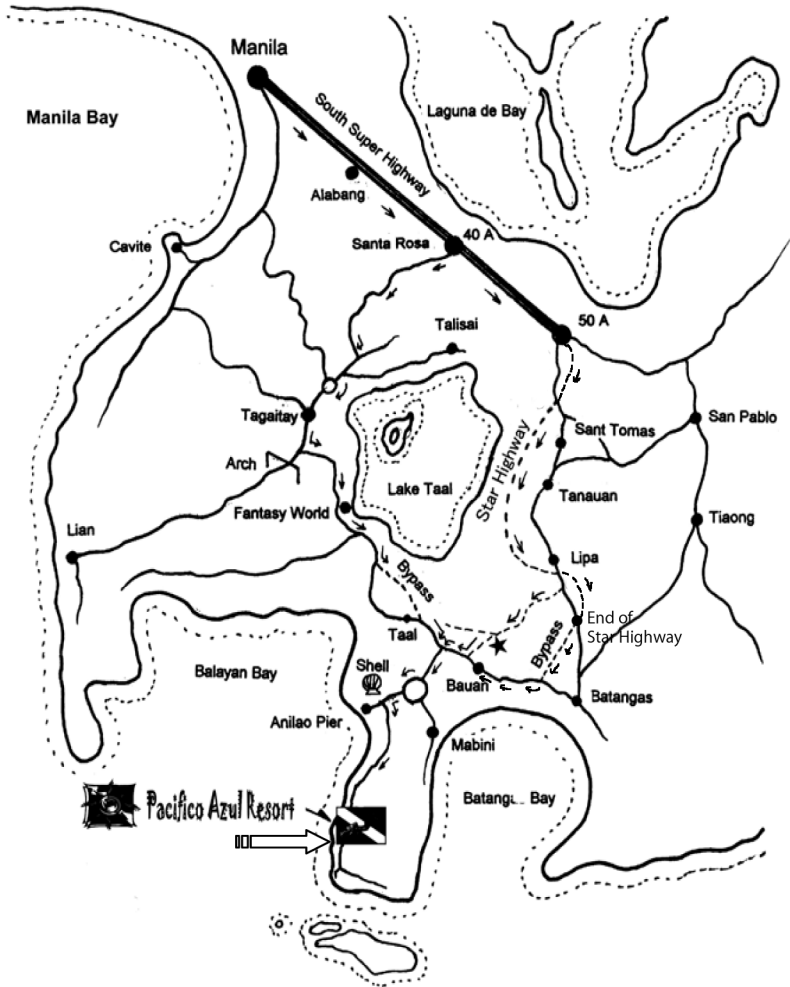 Manila
Manila Bay
South Super Highway
Laguna de Bay
Alabang
Cavite
Santa Rosa
40 A
50 A
Talisai
Tagaitay
San Pablo
Sant Tomas
Star Highway
Arch
Lake Taal
Tanauan
Fantasy World
Tiaong
Lian
Lipa
Bypass
End of
Star Highway
Taal
Bypass
Shell
Balayan Bay
Bauan
Batangas
Anilao Pier
Mabini
Pacifico Azul Resort
Bay